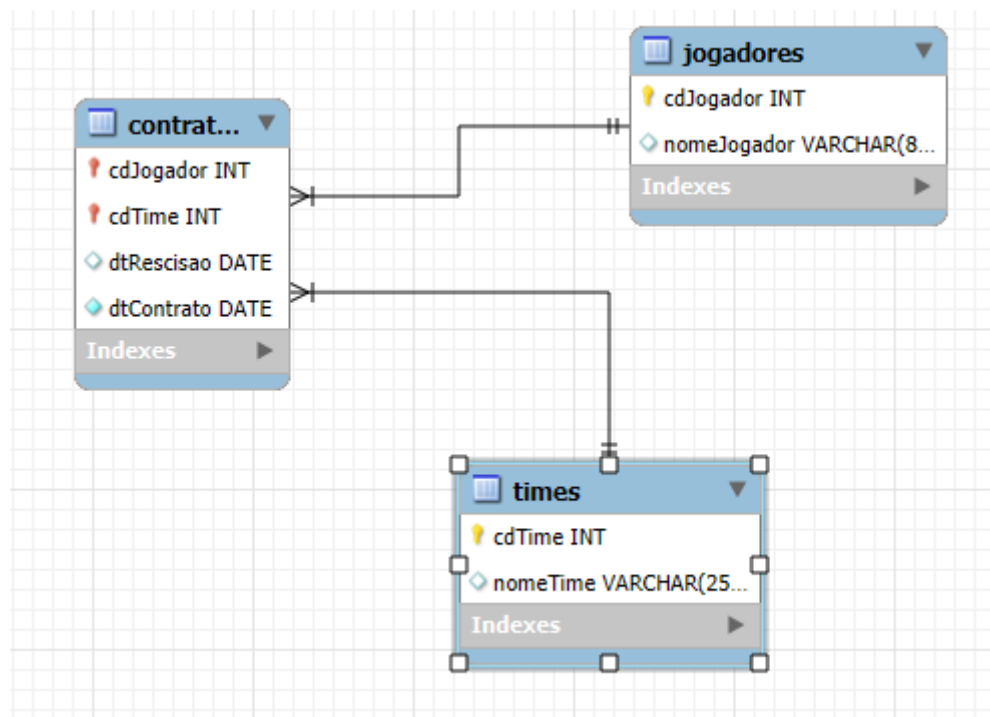 jogadores
cdJogador INT
nomeJogador VARCHAR(8...
Indexes
contrat...
cdJogador INT
cdTime INT
dtRescisao DATE
dtContrato DATE
Indexes
times
cdTime INT
nomeTime VARCHAR(25...
Indexes